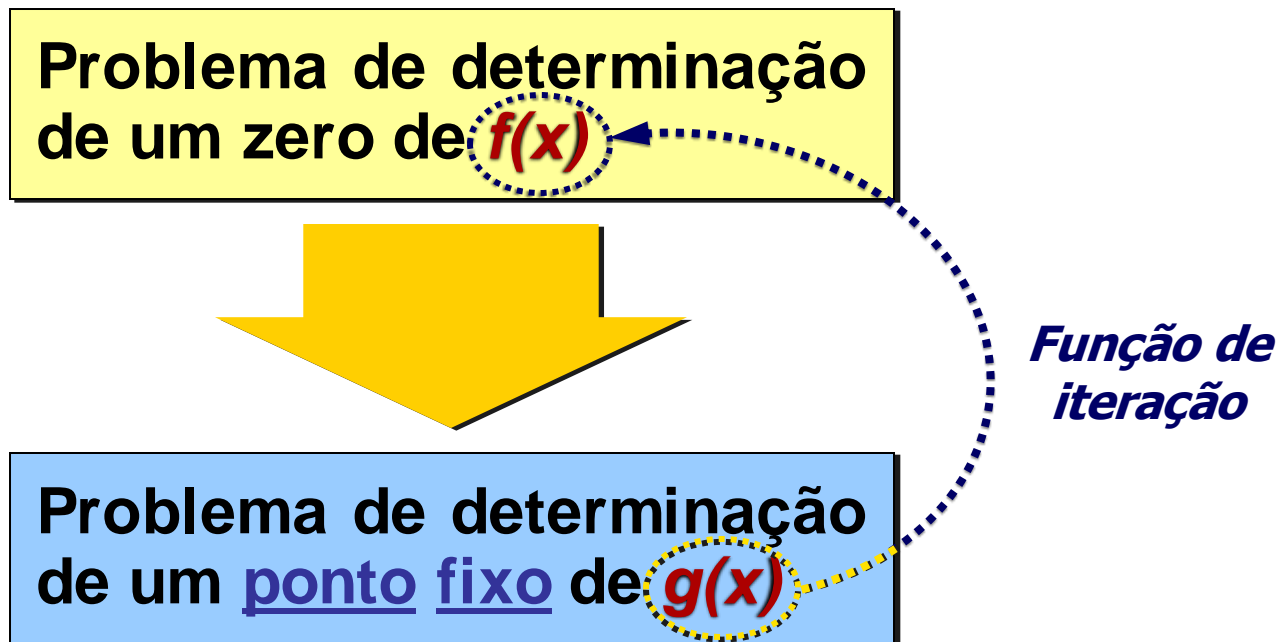 Problema de determinação
de um zero de f(x)
Função de
iteração
Problema de determinação
de um ponto fixo de g(x)